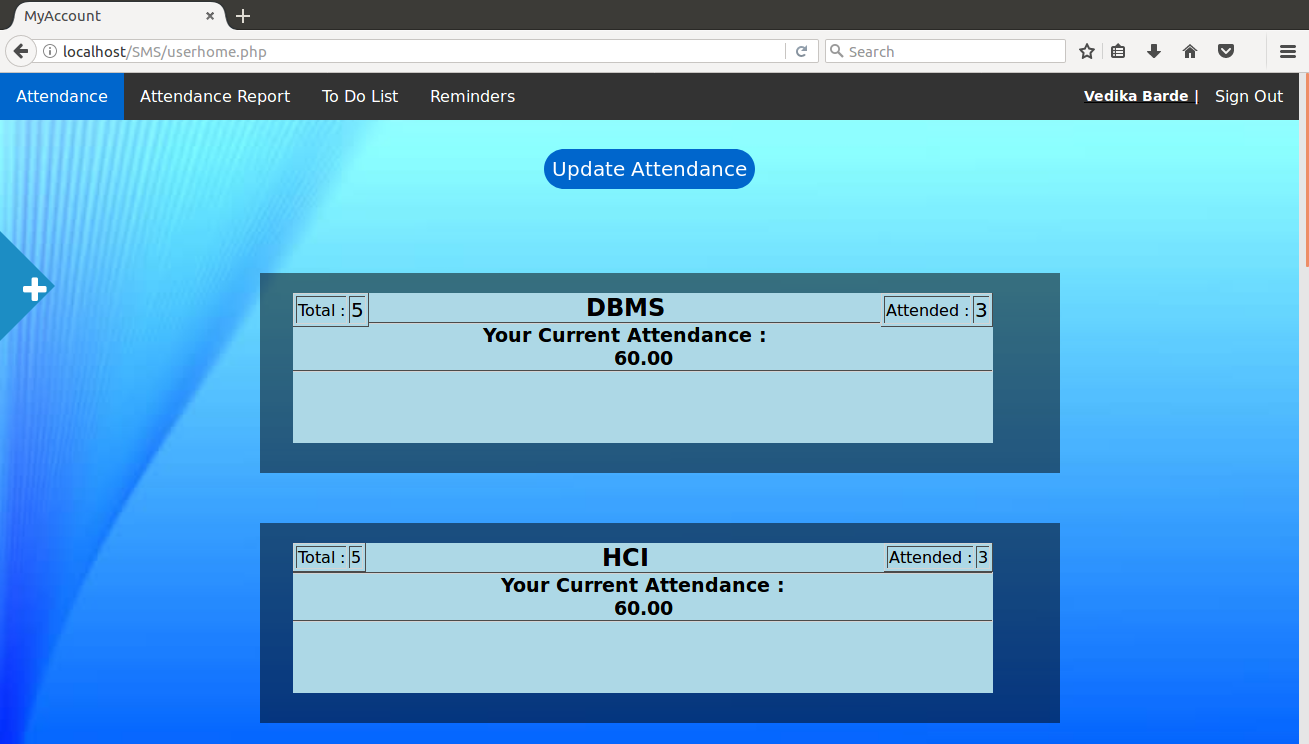 MyAccount
localhost/SMS/userhome.php
Search
Attendance Attendance Report To Do List Reminders Vedika Barde | Sign Out
Update Attendance
Total : 5 DBMS Attended : 3
Your Current Attendance :
60.00
Total : 5 HCI Attended : 3
Your Current Attendance :
60.00